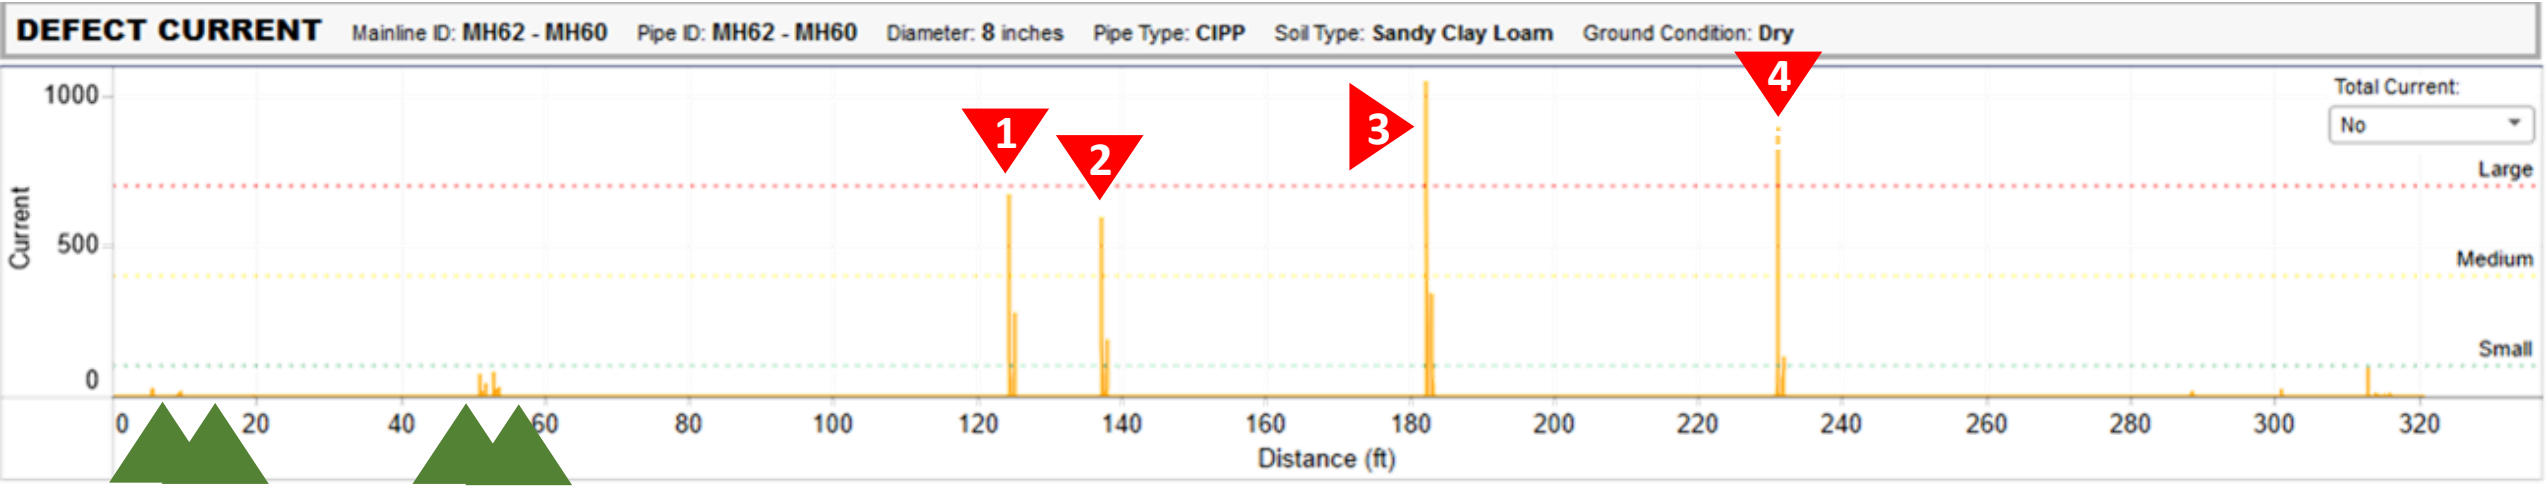 DEFECT CURRENT Mainline ID: MH62 - MH60 Pipe ID: MH62 - MH60 Diameter: 8 inches Pipe Type: CIPP Soil Type: Sandy Clay Loam Ground Condition: Dry
4
1000
Total Current:
1
3
No
2
Large
Current
500
Medium
Small
0
0 20 40 60 80 100 120 140 160 180 200 220 240 260 280 300 320
Distance (ft)